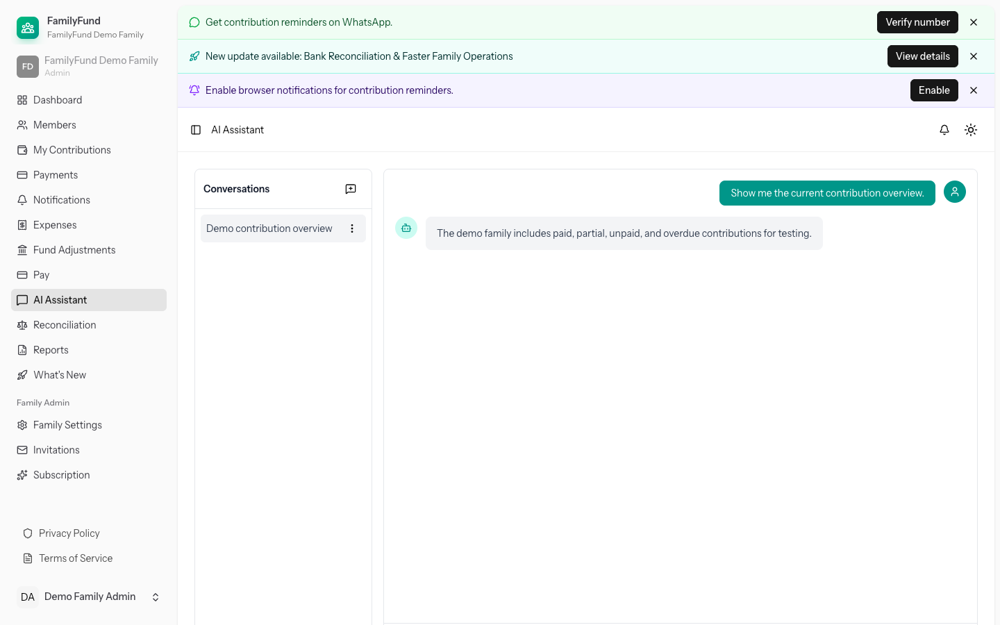 FamilyFund
FamilyFund Demo Family
FD
FamilyFund Demo Family
Admin
Dashboard
Members
My Contributions
Payments
Notifications
Expenses
Fund Adjustments
Pay
AI Assistant
Reconciliation
Reports
What's New
Family Admin
Family Settings
Invitations
Subscription
Privacy Policy
Terms of Service
DA
Demo Family Admin
Get contribution reminders on WhatsApp.
Verify number
New update available: Bank Reconciliation & Faster Family Operations
View details
Enable browser notifications for contribution reminders.
Enable
AI Assistant
Conversations
Demo contribution overview
Show me the current contribution overview.
The demo family includes paid, partial, unpaid, and overdue contributions for testing.